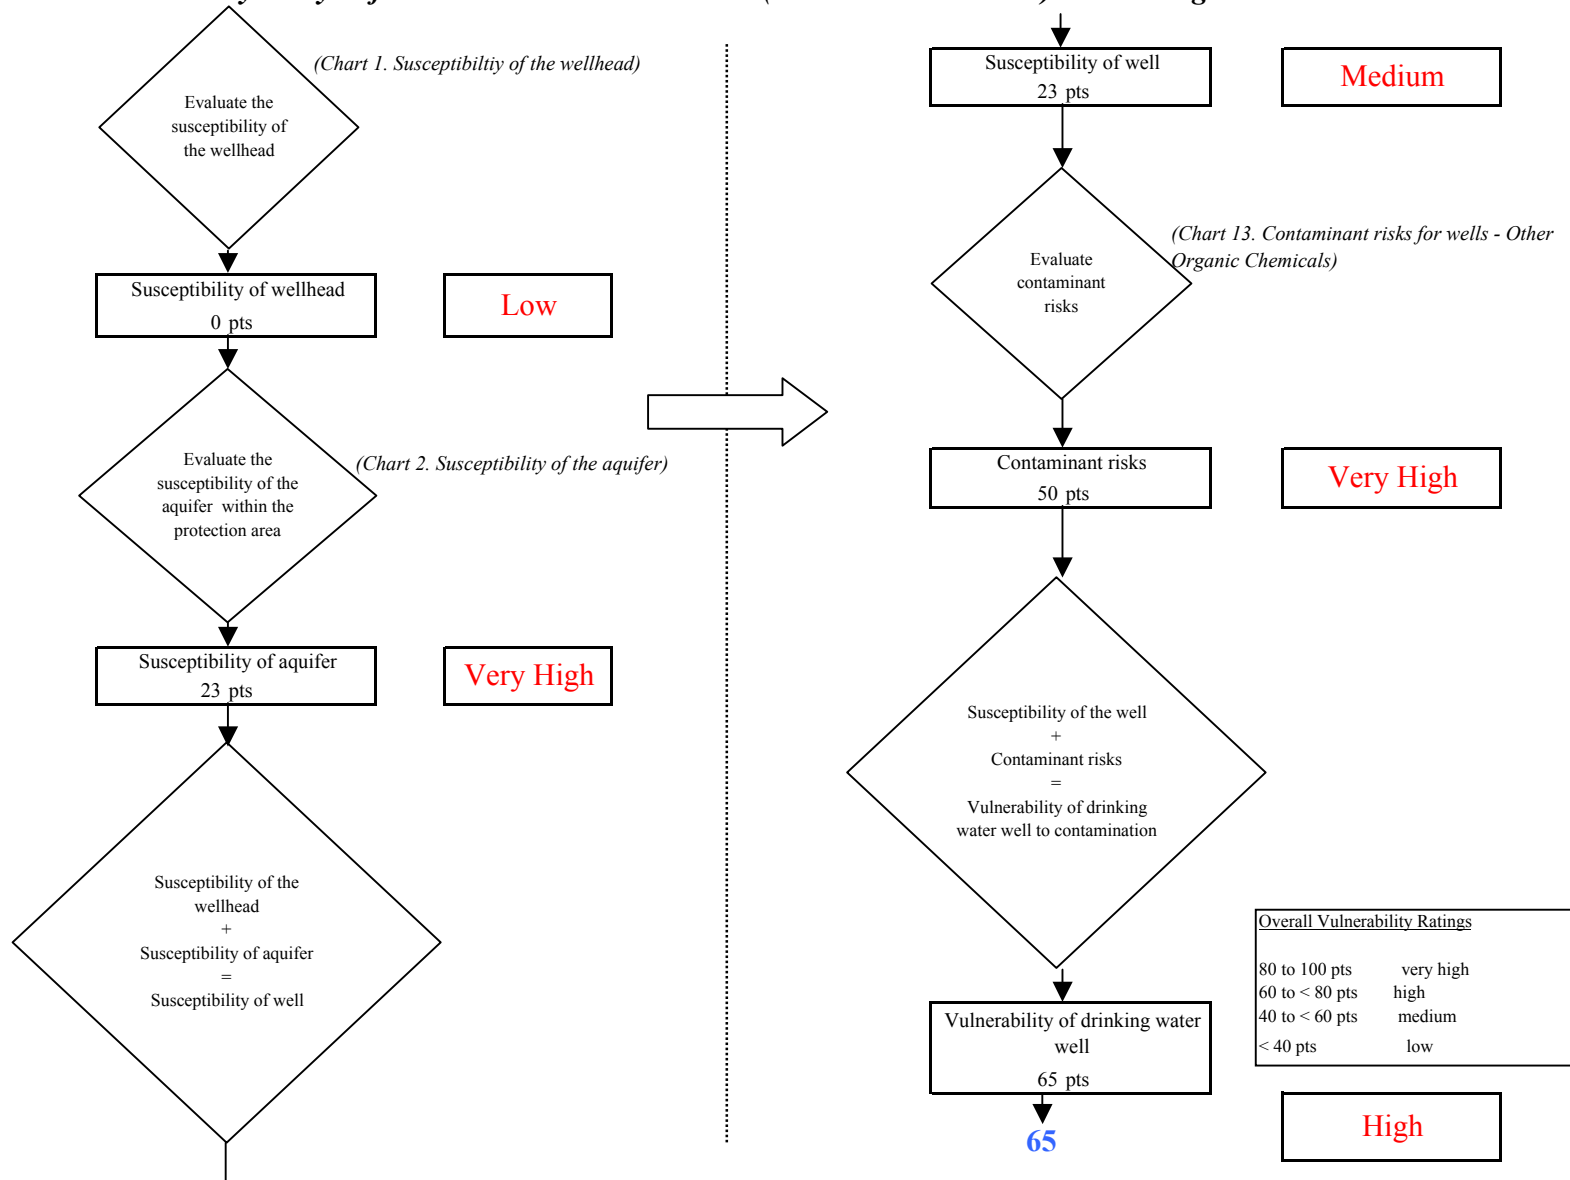 (Chart 1. Susceptibiltiy of the wellhead)
Evaluate the
susceptibility of
the wellhead
Susceptibility of wellhead
0 pts
Low
Evaluate the
susceptibility of the
aquifer within the
protection area
(Chart 2. Susceptibility of the aquifer)
Susceptibility of aquifer
23 pts
Very High
Susceptibility of the
wellhead
+
Susceptibility of aquifer
=
Susceptibility of well
Susceptibility of well
23 pts
Medium
(Chart 13. Contaminant risks for wells - Other
Organic Chemicals)
Evaluate
contaminant
risks
Contaminant risks
50 pts
Very High
Susceptibility of the well
+
Contaminant risks
=
Vulnerability of drinking
water well to contamination
Overall Vulnerability Ratings
80 to 100 pts very high
60 to < 80 pts high
40 to < 60 pts medium
< 40 pts low
Vulnerability of drinking water
well
65 pts
65
High